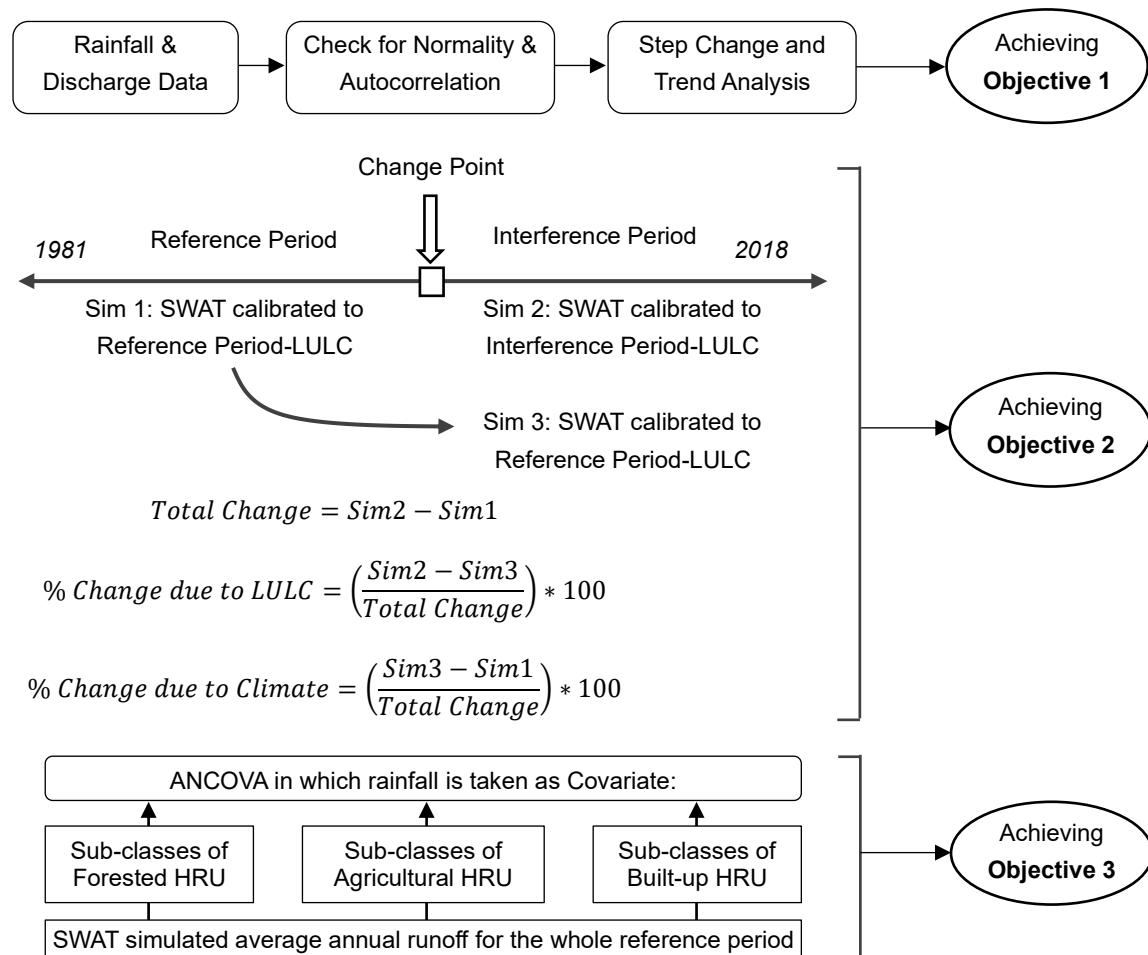 Rainfall &
Discharge Data
Check for Normality &
Autocorrelation
Step Change and
Trend Analysis
Achieving
Objective 1
Change Point
1981
Reference Period
Interference Period
2018
Sim 1: SWAT calibrated to
Reference Period-LULC
Sim 2: SWAT calibrated to
Interference Period-LULC
Sim 3: SWAT calibrated to
Reference Period-LULC
Achieving
Objective 2
Total Change = Sim2 − Sim1
% Change due to LULC = (Sim2 − Sim3 / Total Change) * 100
% Change due to Climate = (Sim3 − Sim1 / Total Change) * 100
ANCOVA in which rainfall is taken as Covariate:
Sub-classes of
Forested HRU
Sub-classes of
Agricultural HRU
Sub-classes of
Built-up HRU
SWAT simulated average annual runoff for the whole reference period
Achieving
Objective 3